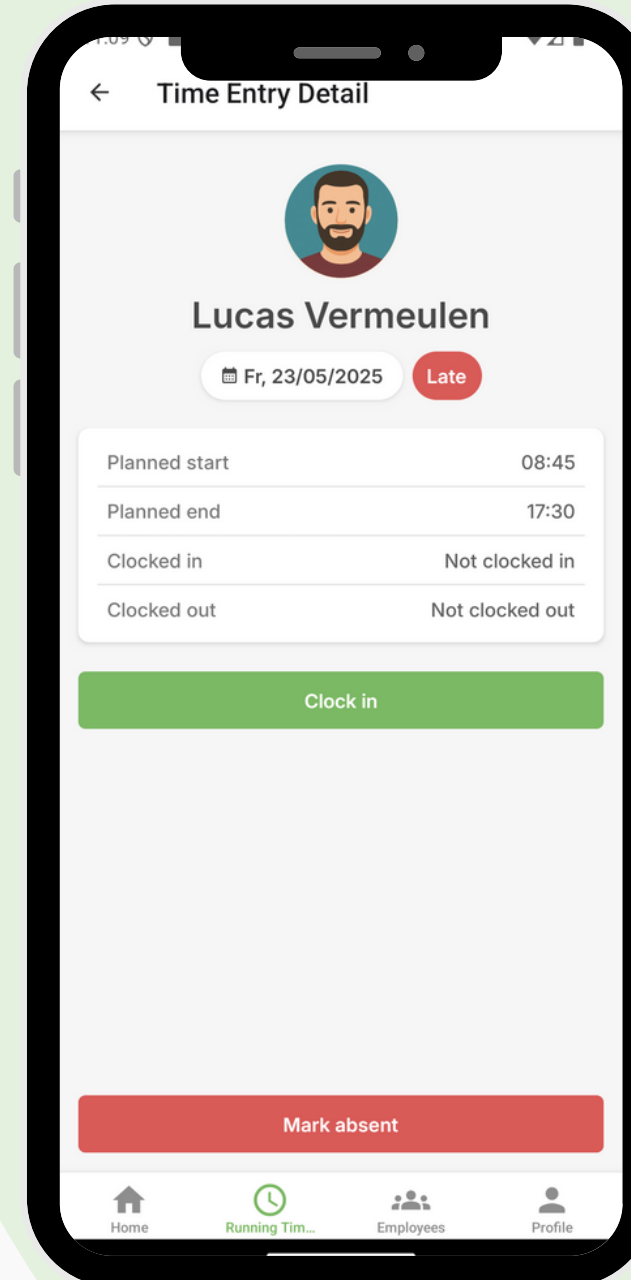 Time Entry Detail
Lucas Vermeulen
Fr, 23/05/2025 Late
Planned start 08:45
Planned end 17:30
Clocked in Not clocked in
Clocked out Not clocked out
Clock in
Mark absent
Home Running Tim... Employees Profile